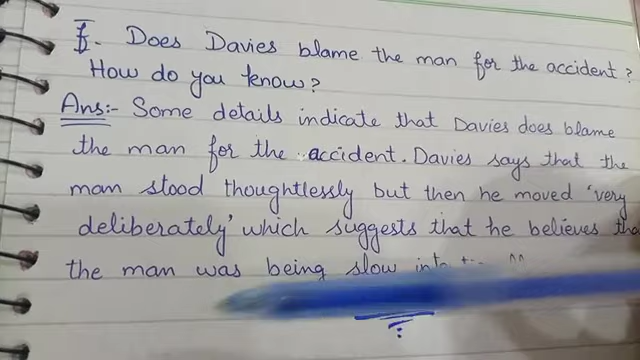 f. Does Davies blame the man for the accident?
How do you know?
Ans:- Some details indicate that Davies does blame
the man for the accident. Davies says that the
man stood thoughtlessly but then he moved 'very
deliberately' which suggests that he believes
the man was being slow